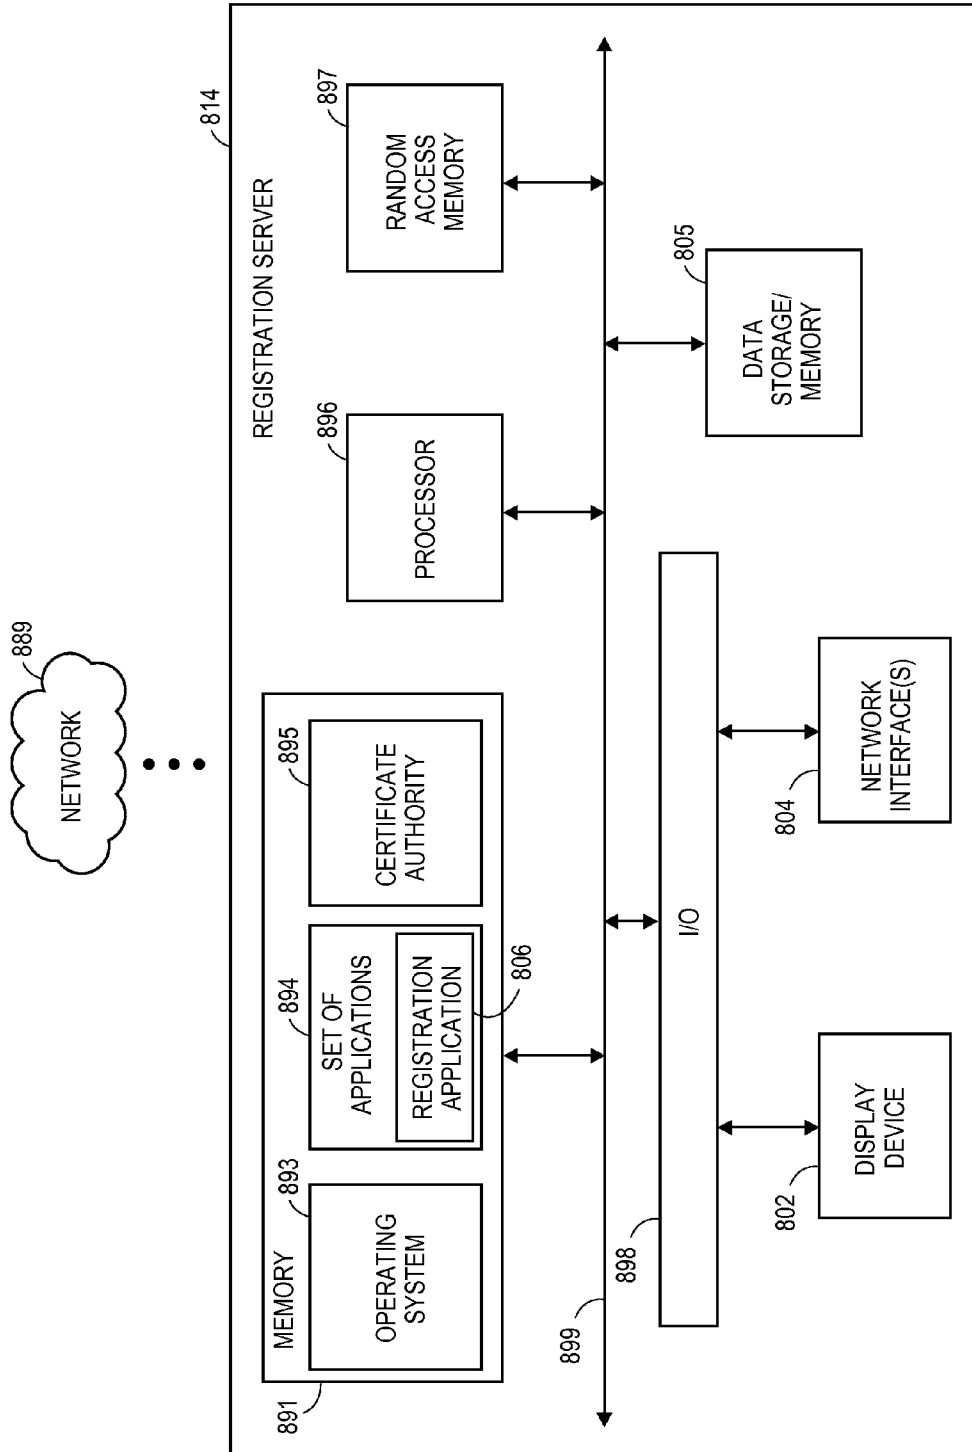 NETWORK
889
814
REGISTRATION SERVER
MEMORY
891
OPERATING
SYSTEM
893
SET OF
APPLICATIONS
894
REGISTRATION
APPLICATION
806
CERTIFICATE
AUTHORITY
895
PROCESSOR
896
RANDOM
ACCESS
MEMORY
897
899
898
I/O
DATA
STORAGE/
MEMORY
805
DISPLAY
DEVICE
802
NETWORK
INTERFACE(S)
804